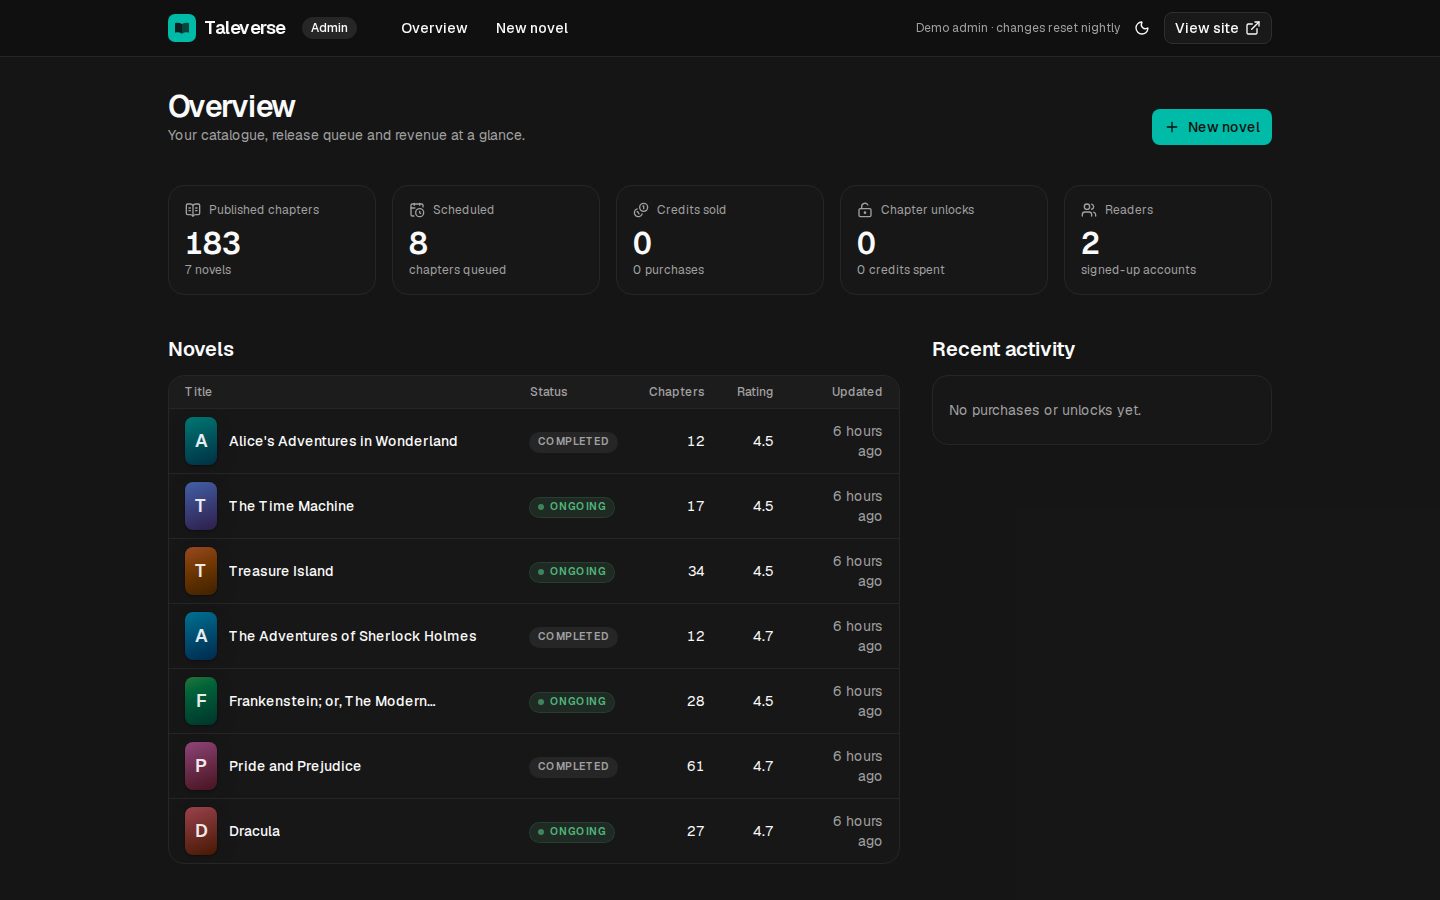 Taleverse Admin Overview New novel Demo admin · changes reset nightly View site
Overview
Your catalogue, release queue and revenue at a glance.
New novel
Published chapters
183
7 novels
Scheduled
8
chapters queued
Credits sold
0
0 purchases
Chapter unlocks
0
0 credits spent
Readers
2
signed-up accounts
Novels
Title Status Chapters Rating Updated
A Alice's Adventures in Wonderland COMPLETED 12 4.5 6 hours
ago
T The Time Machine ONGOING 17 4.5 6 hours
ago
T Treasure Island ONGOING 34 4.5 6 hours
ago
A The Adventures of Sherlock Holmes COMPLETED 12 4.7 6 hours
ago
F Frankenstein; or, The Modern… ONGOING 28 4.5 6 hours
ago
P Pride and Prejudice COMPLETED 61 4.7 6 hours
ago
D Dracula ONGOING 27 4.7 6 hours
ago
Recent activity
No purchases or unlocks yet.